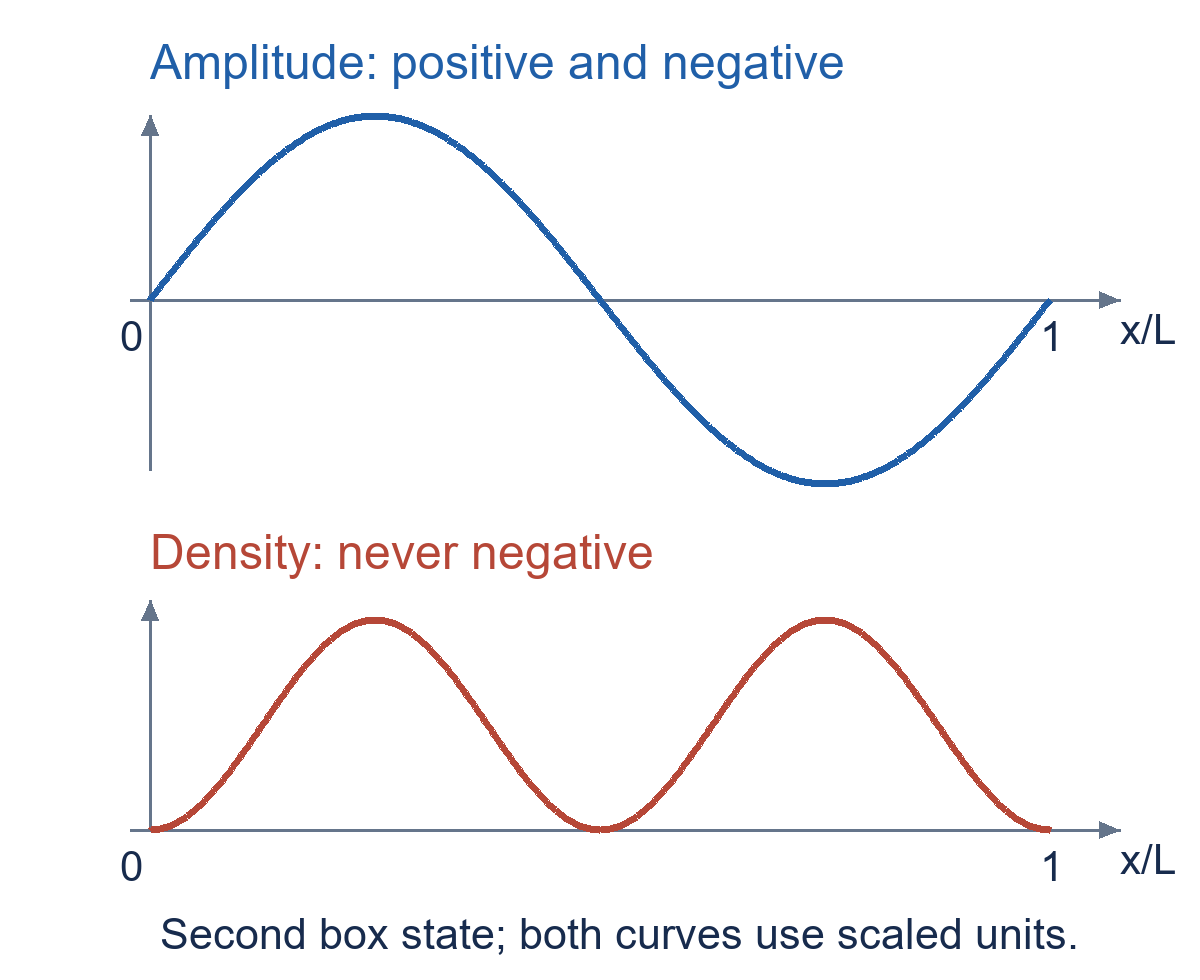 Amplitude: positive and negative
0
1
x/L
Density: never negative
0
1
x/L
Second box state; both curves use scaled units.